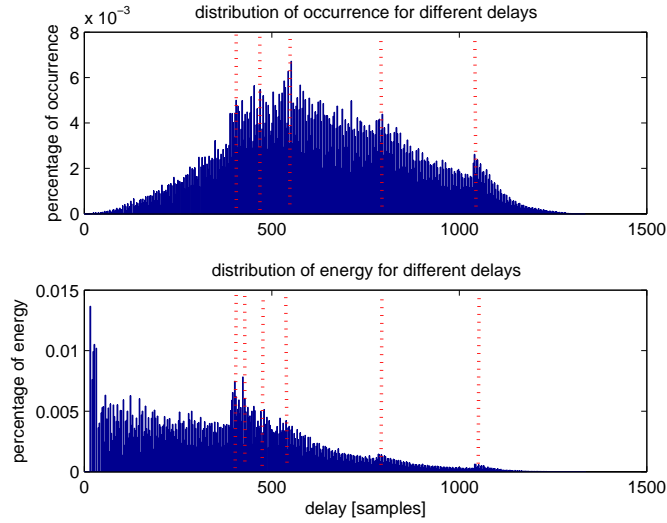 distribution of occurrence for different delays
x 10^-3
percentage of occurrence
8
6
4
2
0
0 500 1000 1500
distribution of energy for different delays
percentage of energy
0.015
0.01
0.005
0
0 500 1000 1500
delay [samples]